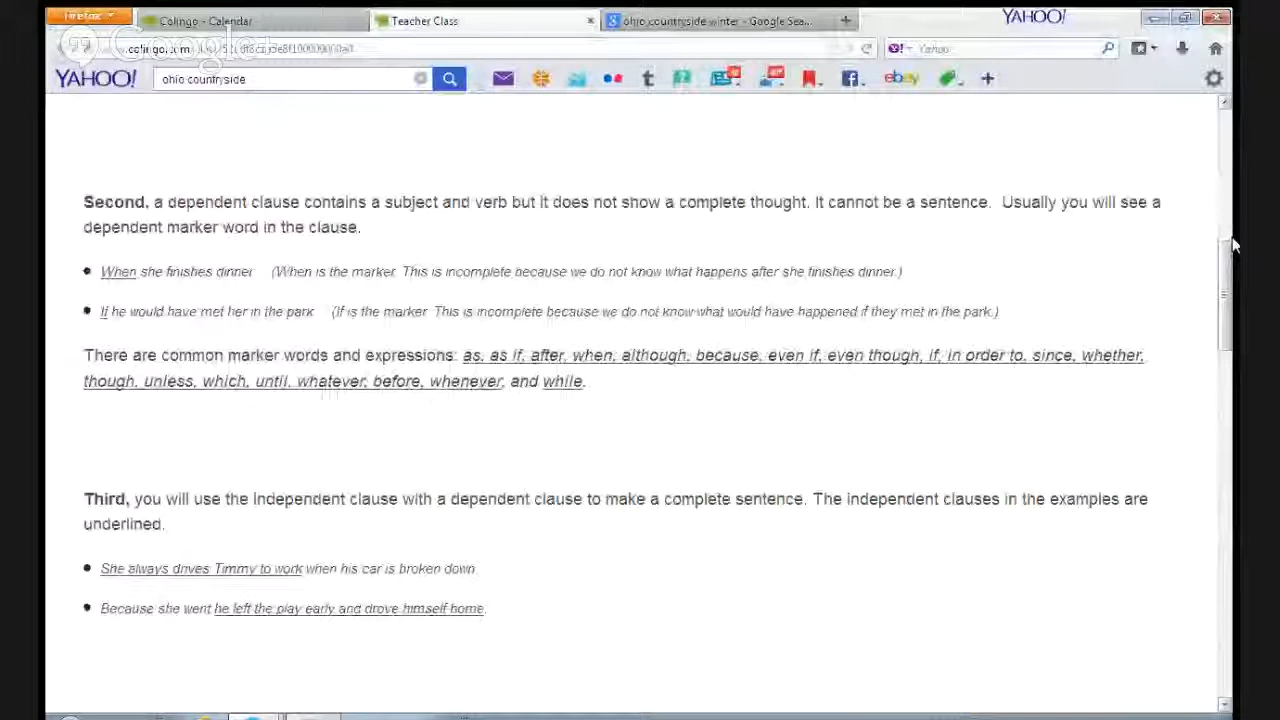 Firefox
Colingo - Calendar
Teacher Class
ohio countryside winter - Google Sea...
YAHOO!
Google+
colingo.com
Yahoo
YAHOO!
ohio countryside
ebay
Second, a dependent clause contains a subject and verb but it does not show a complete thought. It cannot be a sentence. Usually you will see a
dependent marker word in the clause.
When she finishes dinner (When is the marker. This is incomplete because we do not know what happens after she finishes dinner.)
If he would have met her in the park (If is the marker. This is incomplete because we do not know what would have happened if they met in the park.)
There are common marker words and expressions: as, as if, after, when, although, because, even if, even though, if, in order to, since, whether,
though, unless, which, until, whatever, before, whenever, and while.
Third, you will use the independent clause with a dependent clause to make a complete sentence. The independent clauses in the examples are
underlined.
She always drives Timmy to work when his car is broken down.
Because she went he left the play early and drove himself home.